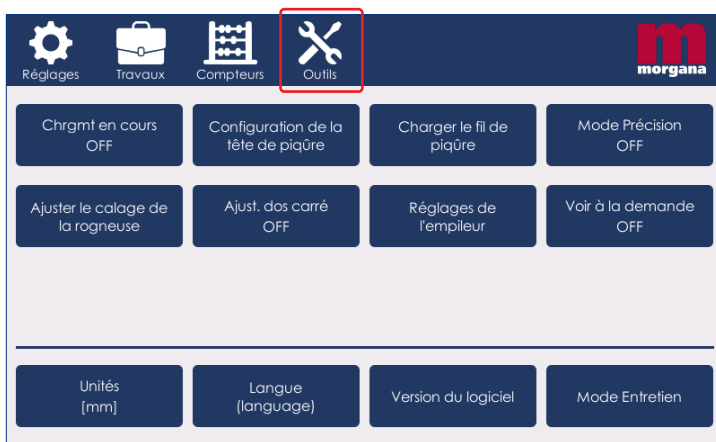 Réglages
Travaux
Compteurs
Outils
m
morgana
Chrgmt en cours
OFF
Configuration de la
tête de piqûre
Charger le fil de
piqûre
Mode Précision
OFF
Ajuster le calage de
la rogneuse
Ajust. dos carré
OFF
Réglages de
l'empileur
Voir à la demande
OFF
Unités
[mm]
Langue
(language)
Version du logiciel
Mode Entretien